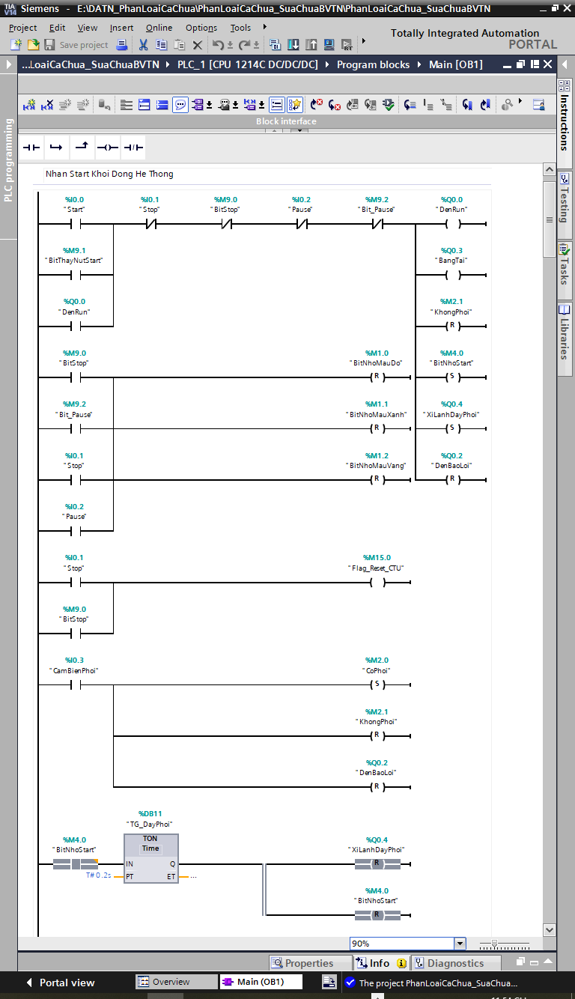 TIA
V14
Siemens - E:\DATN_PhanLoaiCaChua\PhanLoaiCaChua_SuaChuaBVTN\PhanLoaiCaChua_SuaChuaBVTN
Project Edit View Insert Online Options Tools
Totally Integrated Automation
PORTAL
Save project
...LoaiCaChua_SuaChuaBVTN PLC_1 [CPU 1214C DC/DC/DC] Program blocks Main [OB1]
Block interface
PLC programming
Instructions
Testing
Tasks
Libraries
Nhan Start Khoi Dong He Thong
%I0.0 %I0.1 %M9.0 %I0.2 %M9.2 %Q0.0
"Start" "Stop" "BitStop" "Pause" "Bit_Pause" "DenRun"
%M9.1 %Q0.3
"BitThayNutStart" "BangTai"
%Q0.0 %M2.1
"DenRun" "KhongPhoi"
R
%M9.0 %M1.0 %M4.0
"BitStop" "BitNhoMauDo" "BitNhoStart"
R S
%M9.2 %M1.1 %Q0.4
"Bit_Pause" "BitNhoMauXanh" "XiLanhDayPhoi"
R S
%I0.1 %M1.2 %Q0.2
"Stop" "BitNhoMauVang" "DenBaoLoi"
R R
%I0.2
"Pause"
%I0.1 %M15.0
"Stop" "Flag_Reset_CTU"
%M9.0
"BitStop"
%I0.3 %M2.0
"CamBienPhoi" "CoPhoi"
S
%M2.1
"KhongPhoi"
R
%Q0.2
"DenBaoLoi"
R
%DB11
"TG_DayPhoi"
%M4.0 TON %Q0.4
"BitNhoStart" Time "XiLanhDayPhoi"
IN Q R
T# 0.2s PT ET ...
%M4.0
"BitNhoStart"
R
90%
Properties Info Diagnostics
Portal view Overview Main (OB1) The project PhanLoaiCaChua_SuaChua...